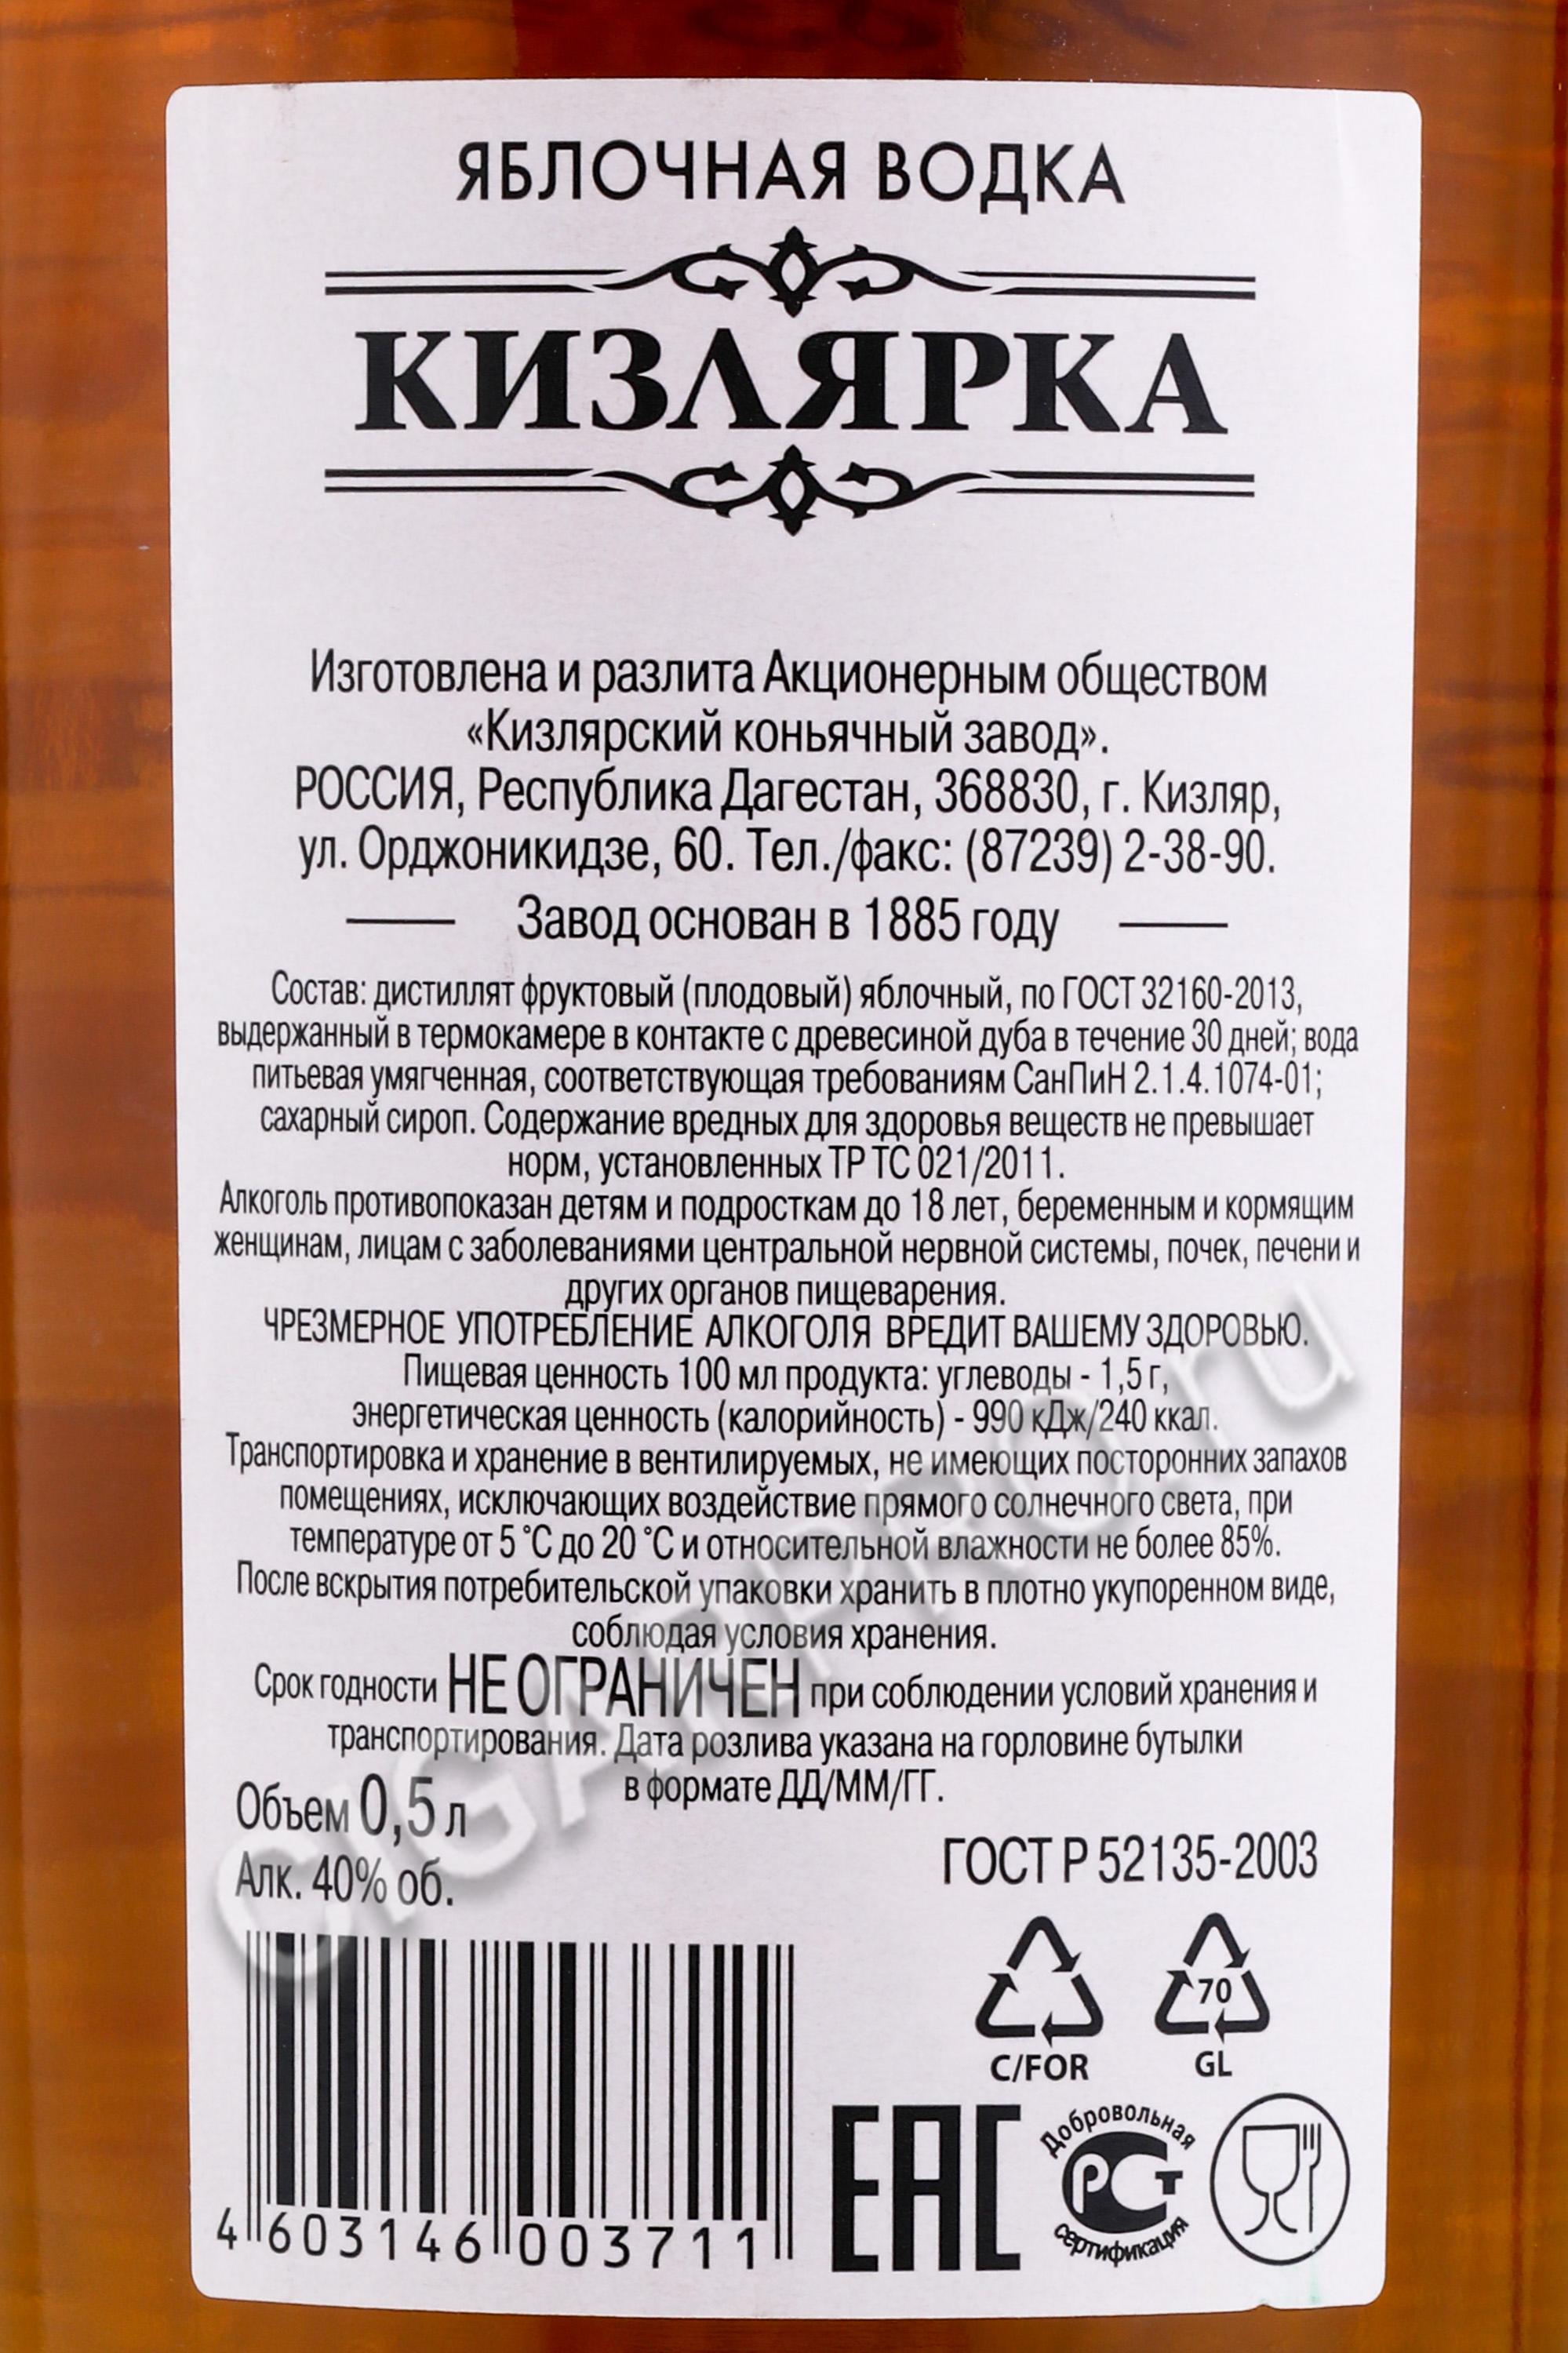 ЯБЛОЧНАЯ ВОДКА
КИЗЛЯРКА
Изготовлена и разлита Акционерным обществом
«Кизлярский коньячный завод».
РОССИЯ, Республика Дагестан, 368830, г. Кизляр,
ул. Орджоникидзе, 60. Тел./факс: (87239) 2-38-90.
Завод основан в 1885 году
Состав: дистиллят фруктовый (плодовый) яблочный, по ГОСТ 32160-2013,
выдержанный в термокамере в контакте с древесиной дуба в течение 30 дней; вода
питьевая умягченная, соответствующая требованиям СанПиН 2.1.4.1074-01;
сахарный сироп. Содержание вредных для здоровья веществ не превышает
норм, установленных ТР ТС 021/2011.
Алкоголь противопоказан детям и подросткам до 18 лет, беременным и кормящим
женщинам, лицам с заболеваниями центральной нервной системы, почек, печени и
других органов пищеварения.
ЧРЕЗМЕРНОЕ УПОТРЕБЛЕНИЕ АЛКОГОЛЯ ВРЕДИТ ВАШЕМУ ЗДОРОВЬЮ.
Пищевая ценность 100 мл продукта: углеводы - 1,5 г,
энергетическая ценность (калорийность) - 990 кДж/240 ккал.
Транспортировка и хранение в вентилируемых, не имеющих посторонних запахов
помещениях, исключающих воздействие прямого солнечного света, при
температуре от 5 °С до 20 °С и относительной влажности не более 85%.
После вскрытия потребительской упаковки хранить в плотно укупоренном виде,
соблюдая условия хранения.
Срок годности НЕ ОГРАНИЧЕН при соблюдении условий хранения и
транспортирования. Дата розлива указана на горловине бутылки
в формате ДД/ММ/ГГ.
Объем 0,5 л
Алк. 40% об.
ГОСТ Р 52135-2003
70
C/FOR
GL
EAC
Добровольная
РСТ
сертификация
4 603146 003711
CIGARPRO.ru